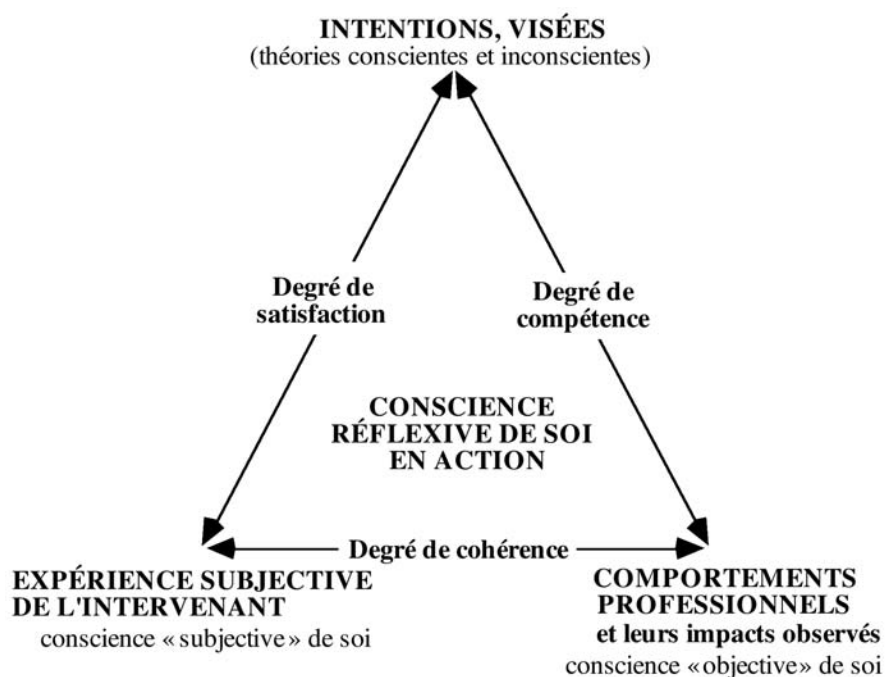 INTENTIONS, VISÉES
(théories conscientes et inconscientes)
Degré de
satisfaction
Degré de
compétence
CONSCIENCE
RÉFLEXIVE DE SOI
EN ACTION
Degré de cohérence
EXPÉRIENCE SUBJECTIVE
DE L'INTERVENANT
conscience « subjective » de soi
COMPORTEMENTS
PROFESSIONNELS
et leurs impacts observés
conscience « objective » de soi